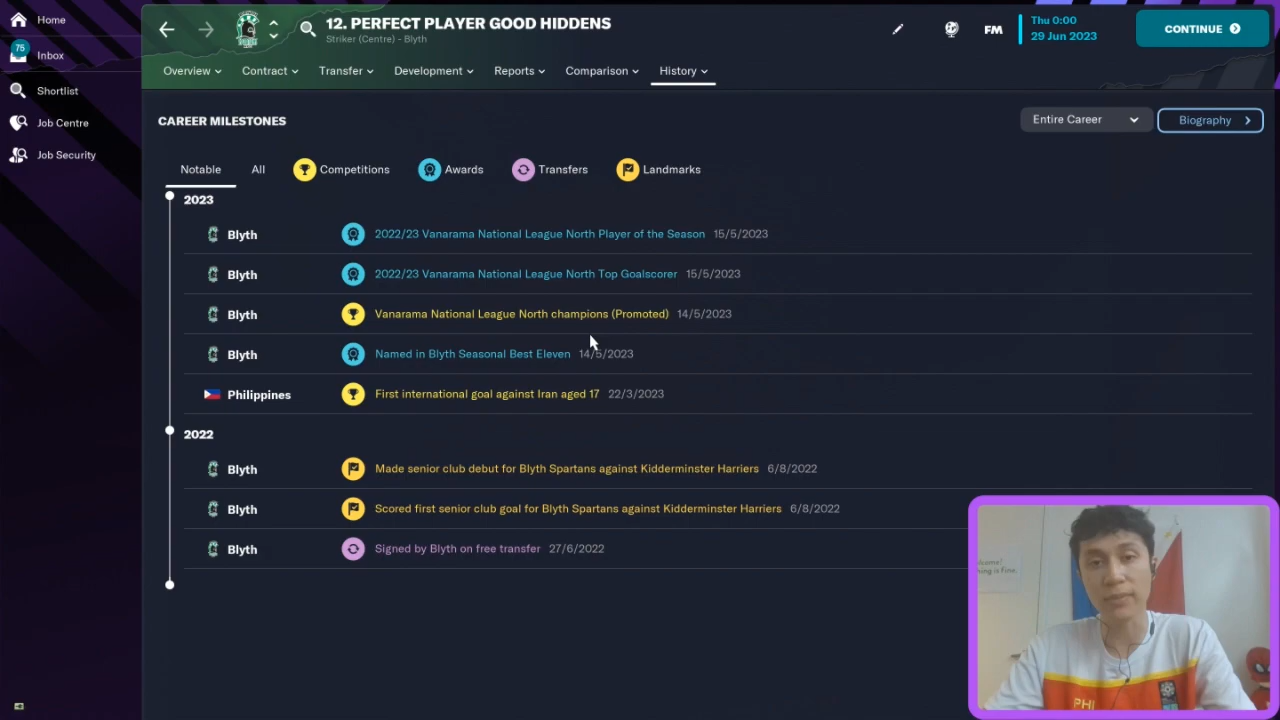 Home
75
Inbox
Shortlist
Job Centre
Job Security
12. PERFECT PLAYER GOOD HIDDENS
Striker (Centre) - Blyth
FM
Thu 0:00
29 Jun 2023
CONTINUE
Overview
Contract
Transfer
Development
Reports
Comparison
History
CAREER MILESTONES
Entire Career
Biography
Notable
All
Competitions
Awards
Transfers
Landmarks
2023
Blyth 2022/23 Vanarama National League North Player of the Season 15/5/2023
Blyth 2022/23 Vanarama National League North Top Goalscorer 15/5/2023
Blyth Vanarama National League North champions (Promoted) 14/5/2023
Blyth Named in Blyth Seasonal Best Eleven 14/5/2023
Philippines First international goal against Iran aged 17 22/3/2023
2022
Blyth Made senior club debut for Blyth Spartans against Kidderminster Harriers 6/8/2022
Blyth Scored first senior club goal for Blyth Spartans against Kidderminster Harriers 6/8/2022
Blyth Signed by Blyth on free transfer 27/6/2022
is fine.